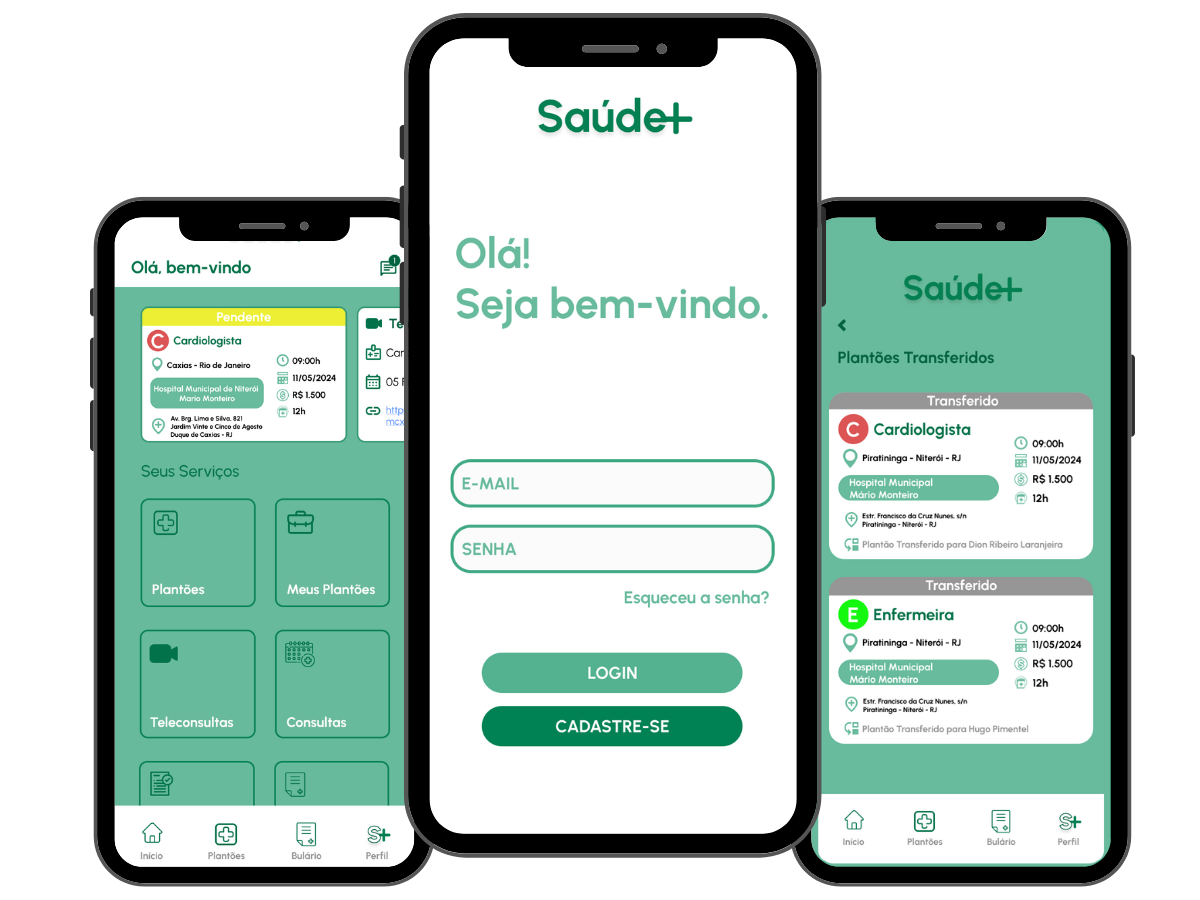 Olá, bem-vindo
1
Pendente
C
Cardiologista
Caxias - Rio de Janeiro
Hospital Municipal de Niterói
Mario Monteiro
Av. Brg. Lima e Silva, 821
Jardim Vinte e Cinco de Agosto
Duque de Caxias - RJ
09:00h
11/05/2024
R$ 1.500
12h
Te
Car
05 F
http
mcx
Seus Serviços
Plantões
Meus Plantões
Teleconsultas
Consultas
Início
Plantões
Bulário
S+
Perfil
Saúde+
Olá!
Seja bem-vindo.
E-MAIL
SENHA
Esqueceu a senha?
LOGIN
CADASTRE-SE
Saúde+
Plantões Transferidos
Transferido
C
Cardiologista
Piratininga - Niterói - RJ
Hospital Municipal
Mário Monteiro
Estr. Francisco da Cruz Nunes, s/n
Piratininga - Niterói - RJ
09:00h
11/05/2024
R$ 1.500
12h
Plantão Transferido para Dion Ribeiro Laranjeira
Transferido
E
Enfermeira
Piratininga - Niterói - RJ
Hospital Municipal
Mário Monteiro
Estr. Francisco da Cruz Nunes, s/n
Piratininga - Niterói - RJ
09:00h
11/05/2024
R$ 1.500
12h
Plantão Transferido para Hugo Pimentel
Início
Plantões
Bulário
S+
Perfil